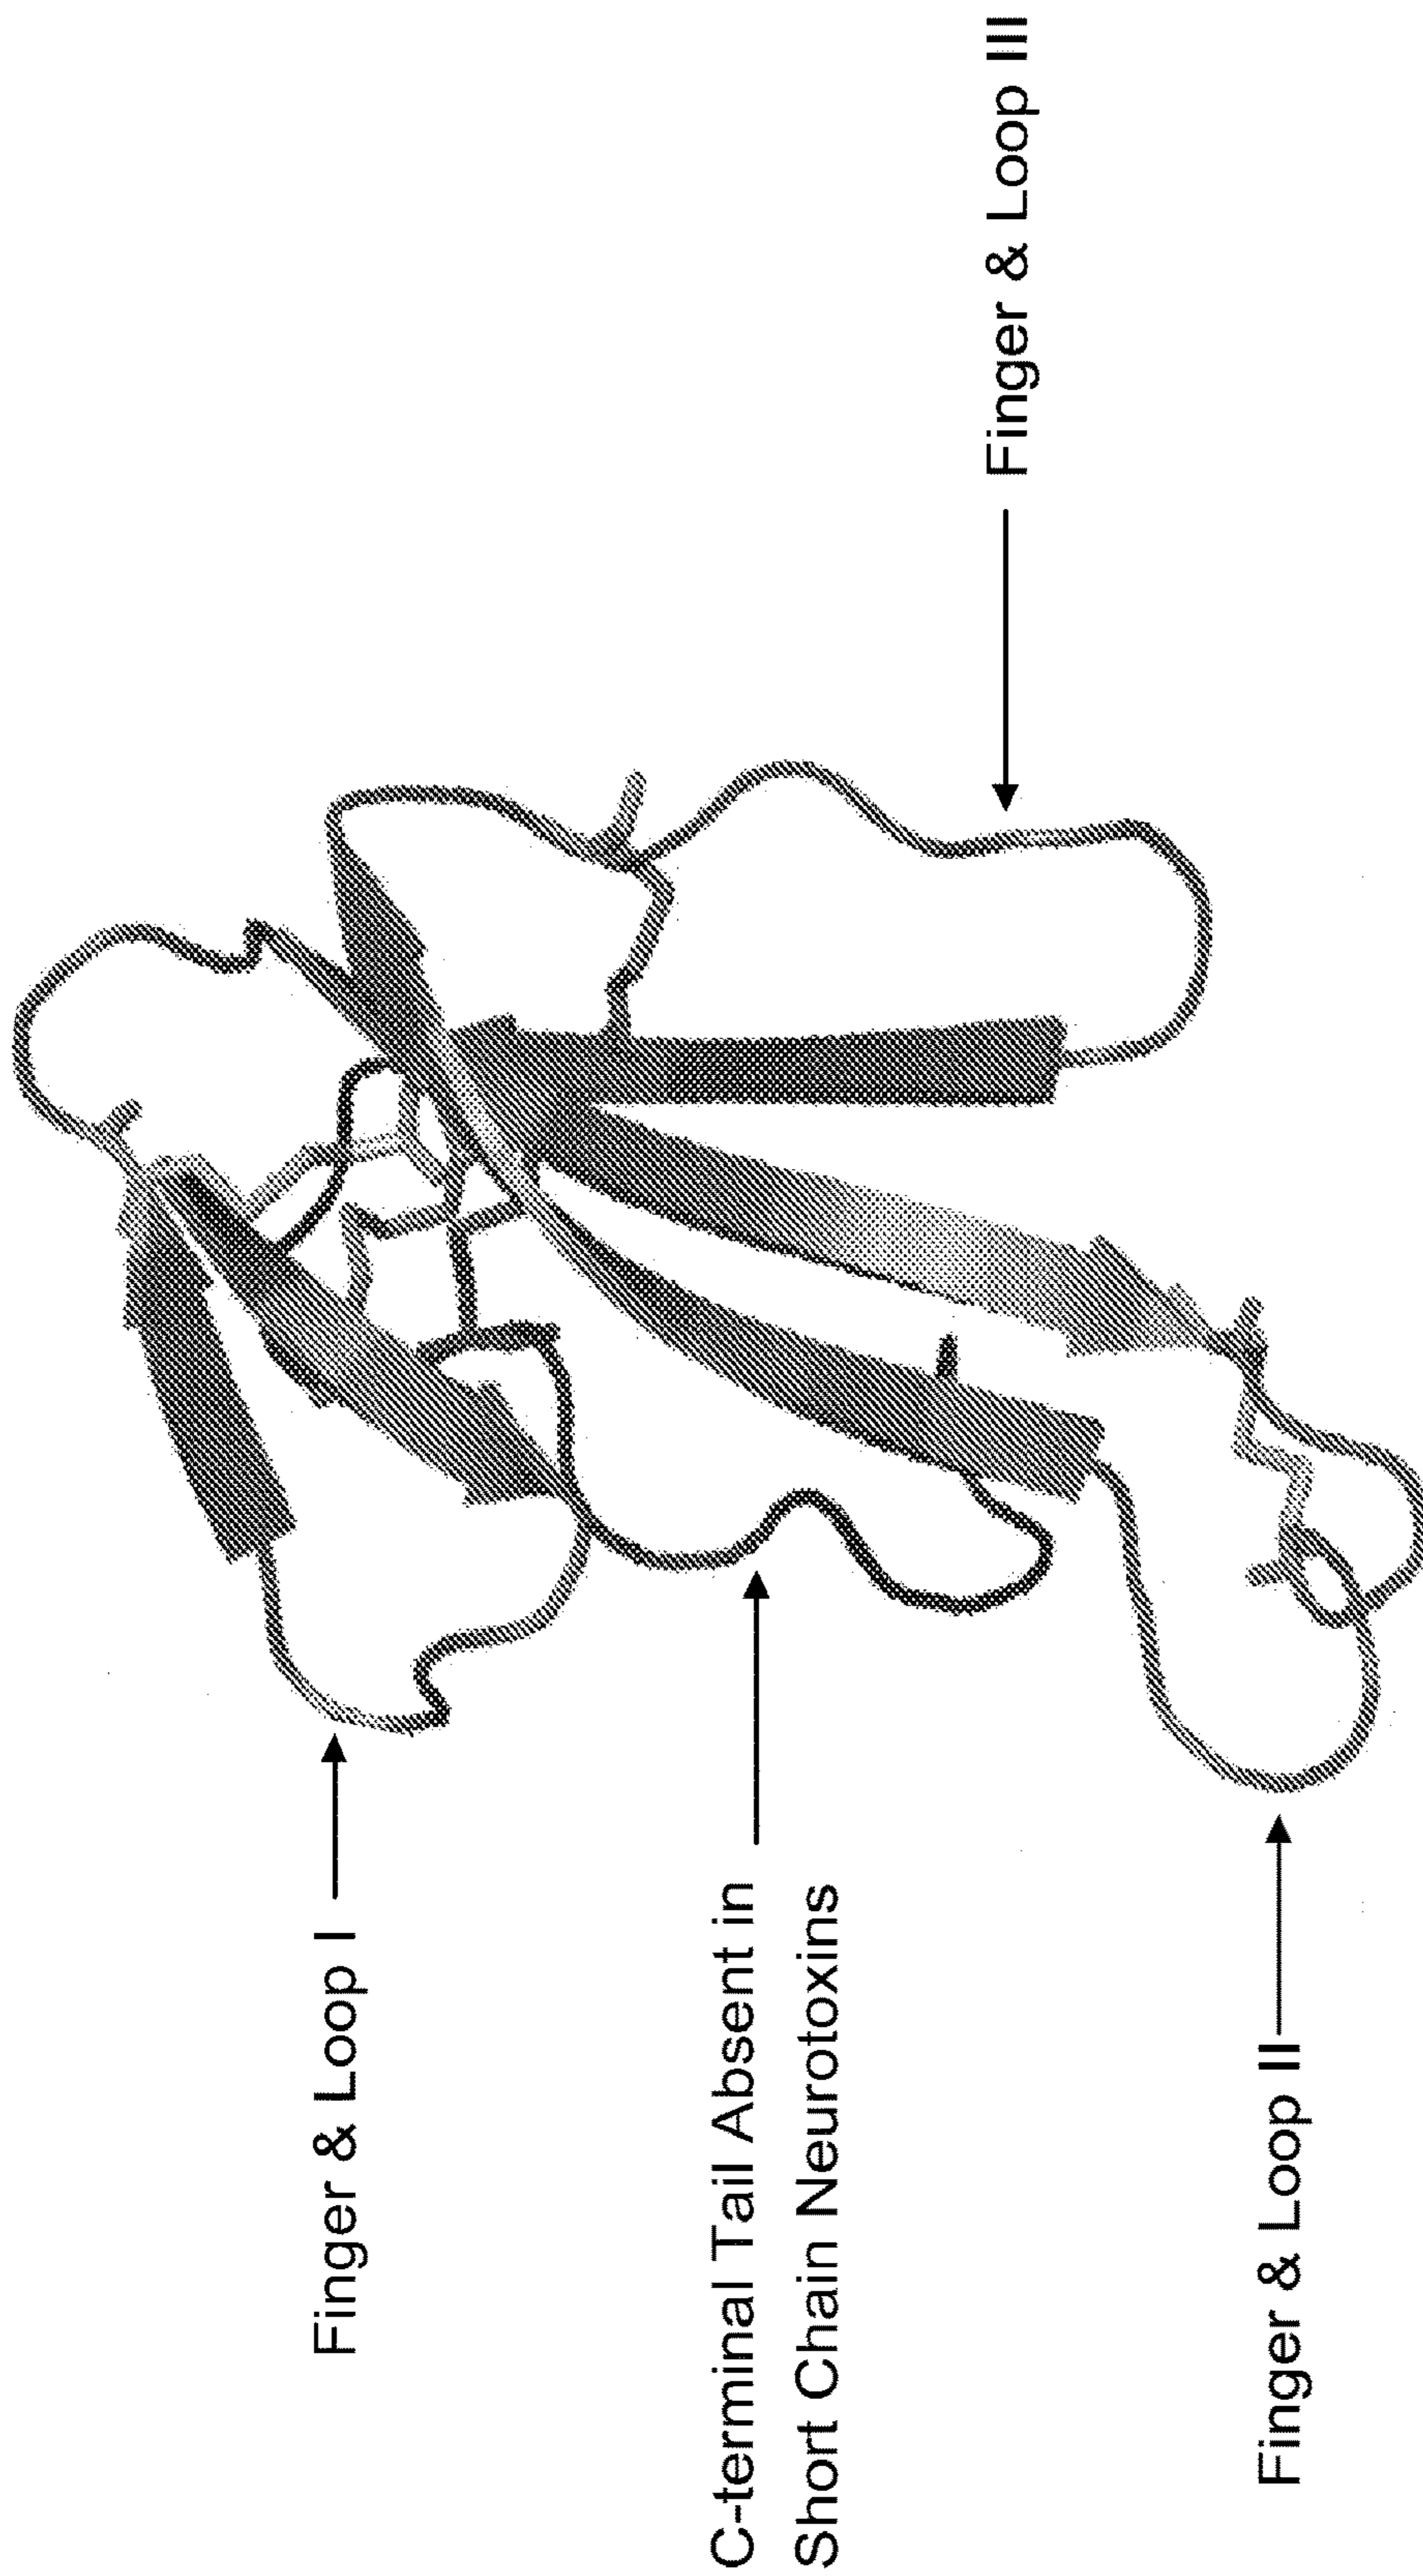 Finger & Loop I
C-terminal Tail Absent in
Short Chain Neurotoxins
Finger & Loop II
Finger & Loop III